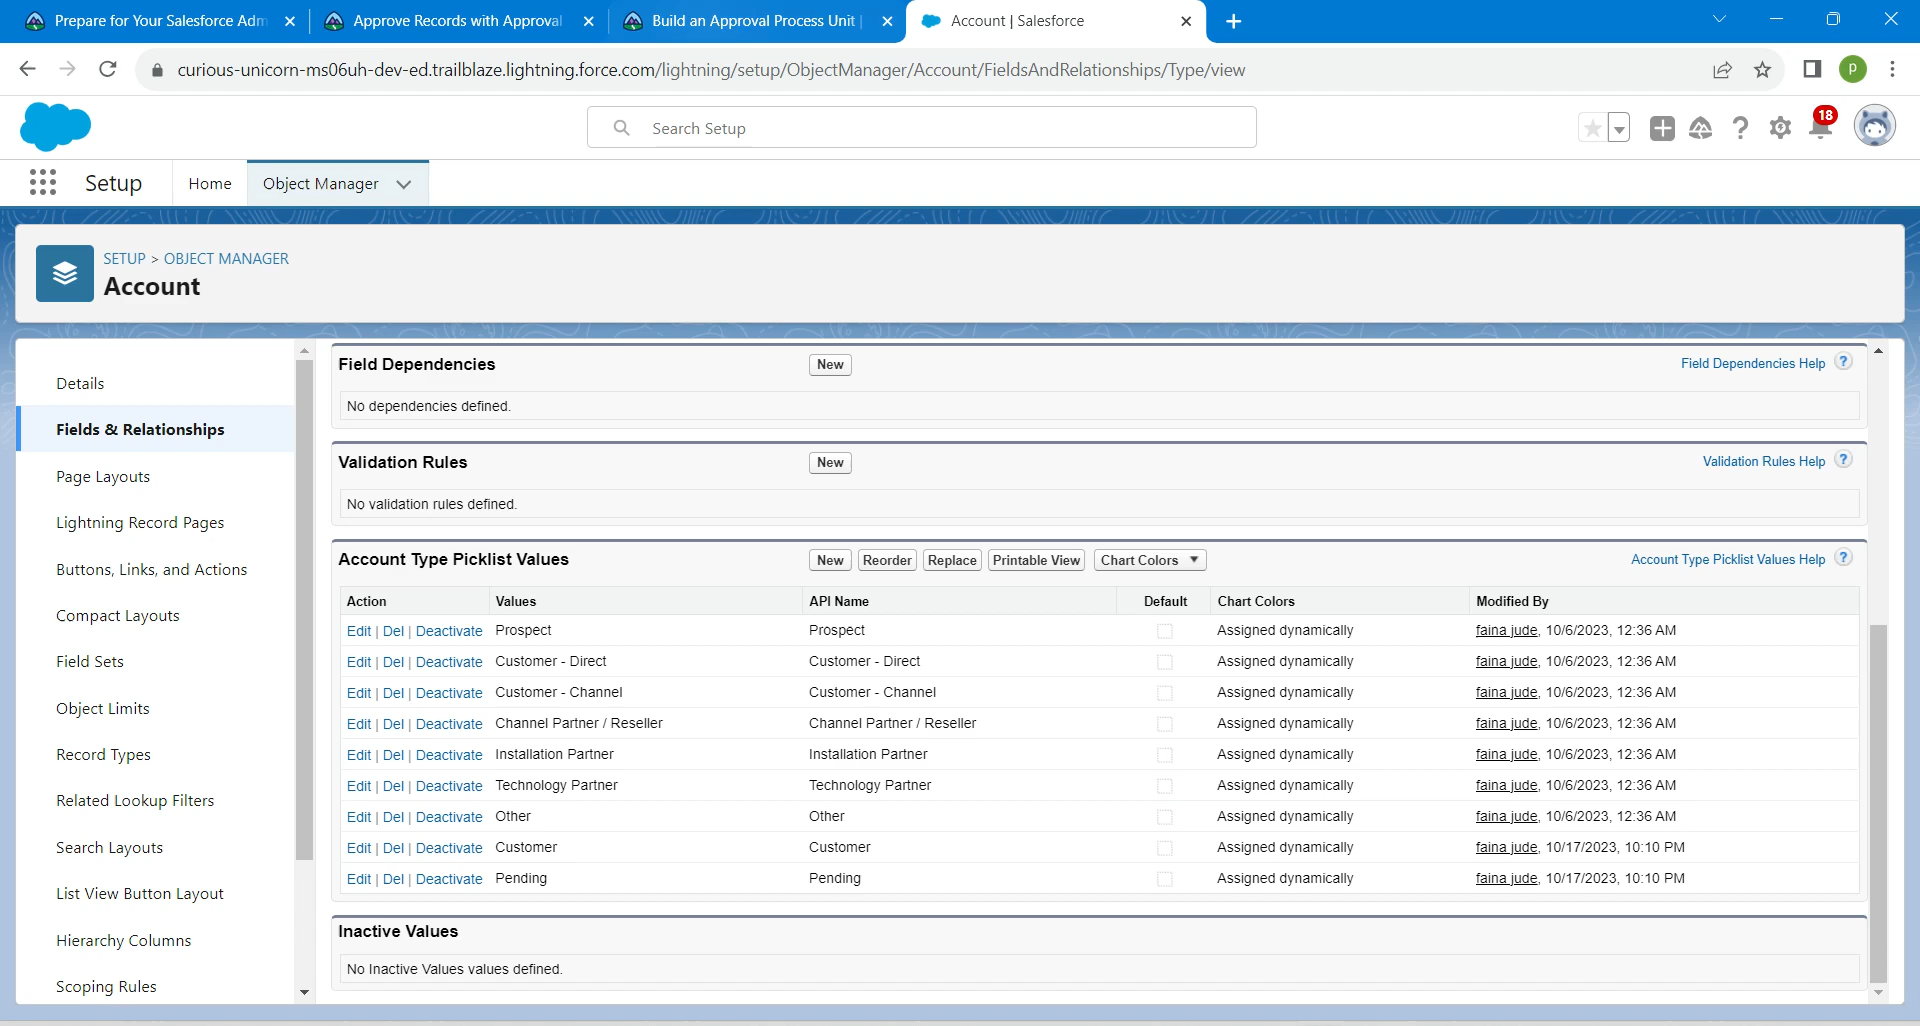 Prepare for Your Salesforce Adm
Approve Records with Approval
Build an Approval Process Unit |
Account | Salesforce
curious-unicorn-ms06uh-dev-ed.trailblaze.lightning.force.com/lightning/setup/ObjectManager/Account/FieldsAndRelationships/Type/view
P
Search Setup
18
Setup
Home
Object Manager
SETUP > OBJECT MANAGER
Account
Details
Fields & Relationships
Page Layouts
Lightning Record Pages
Buttons, Links, and Actions
Compact Layouts
Field Sets
Object Limits
Record Types
Related Lookup Filters
Search Layouts
List View Button Layout
Hierarchy Columns
Scoping Rules
Field Dependencies New Field Dependencies Help ?
No dependencies defined.
Validation Rules New Validation Rules Help ?
No validation rules defined.
Account Type Picklist Values New Reorder Replace Printable View Chart Colors Account Type Picklist Values Help ?
Action Values API Name Default Chart Colors Modified By
Edit | Del | Deactivate Prospect Prospect Assigned dynamically faina jude, 10/6/2023, 12:36 AM
Edit | Del | Deactivate Customer - Direct Customer - Direct Assigned dynamically faina jude, 10/6/2023, 12:36 AM
Edit | Del | Deactivate Customer - Channel Customer - Channel Assigned dynamically faina jude, 10/6/2023, 12:36 AM
Edit | Del | Deactivate Channel Partner / Reseller Channel Partner / Reseller Assigned dynamically faina jude, 10/6/2023, 12:36 AM
Edit | Del | Deactivate Installation Partner Installation Partner Assigned dynamically faina jude, 10/6/2023, 12:36 AM
Edit | Del | Deactivate Technology Partner Technology Partner Assigned dynamically faina jude, 10/6/2023, 12:36 AM
Edit | Del | Deactivate Other Other Assigned dynamically faina jude, 10/6/2023, 12:36 AM
Edit | Del | Deactivate Customer Customer Assigned dynamically faina jude, 10/17/2023, 10:10 PM
Edit | Del | Deactivate Pending Pending Assigned dynamically faina jude, 10/17/2023, 10:10 PM
Inactive Values
No Inactive Values values defined.